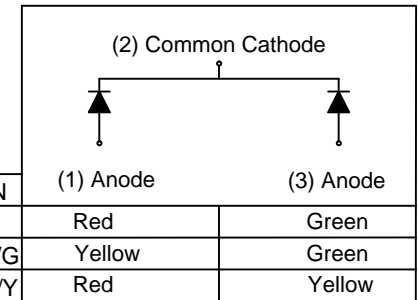 (2) Common Cathode
(1) Anode (3) Anode
N
Red Green
/G Yellow Green
/Y Red Yellow